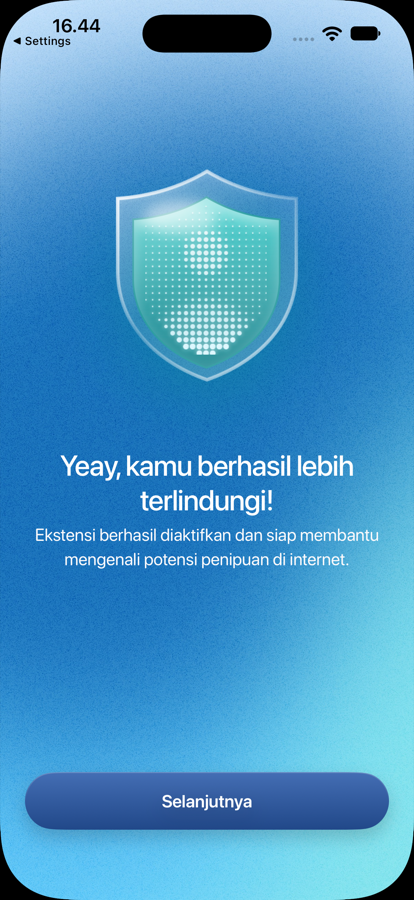 16.44
◀ Settings
Yeay, kamu berhasil lebih
terlindungi!
Ekstensi berhasil diaktifkan dan siap membantu
mengenali potensi penipuan di internet.
Selanjutnya